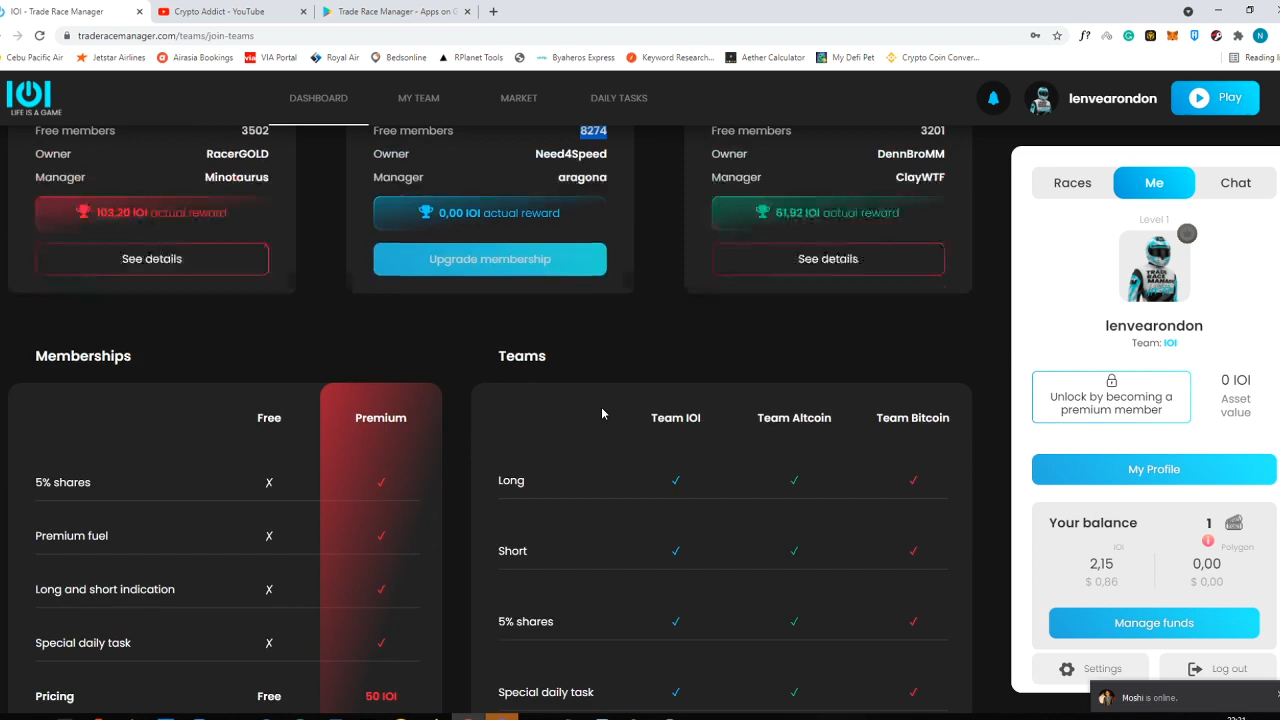 IOI - Trade Race Manager
Crypto Addict - YouTube
Trade Race Manager - Apps on G
traderacemanager.com/teams/join-teams
Cebu Pacific Air
Jetstar Airlines
Airasia Bookings
VIA Portal
Royal Air
Bedsonline
RPlanet Tools
Byaheros Express
Keyword Research...
Aether Calculator
My Defi Pet
Crypto Coin Conver...
Reading
IOI
LIFE IS A GAME
DASHBOARD
MY TEAM
MARKET
DAILY TASKS
lenvearondon
Play
Free members 3502
Owner RacerGOLD
Manager Minotaurus
103,20 IOI actual reward
See details
Free members 8274
Owner Need4Speed
Manager aragona
0,00 IOI actual reward
Upgrade membership
Free members 3201
Owner DennBroMM
Manager ClayWTF
61,92 IOI actual reward
See details
Memberships
Free Premium
5% shares ✗ ✓
Premium fuel ✗ ✓
Long and short indication ✗ ✓
Special daily task ✗ ✓
Pricing Free 50 IOI
Teams
Team IOI Team Altcoin Team Bitcoin
Long ✓ ✓ ✓
Short ✓ ✓ ✓
5% shares ✓ ✓ ✓
Special daily task ✓ ✓ ✓
Races
Me
Chat
Level 1
lenvearondon
Team: IOI
Unlock by becoming a
premium member
0 IOI
Asset
value
My Profile
Your balance 1
IOI Polygon
2,15 0,00
$ 0,86 $ 0,00
Manage funds
Settings
Log out
Moshi is online.